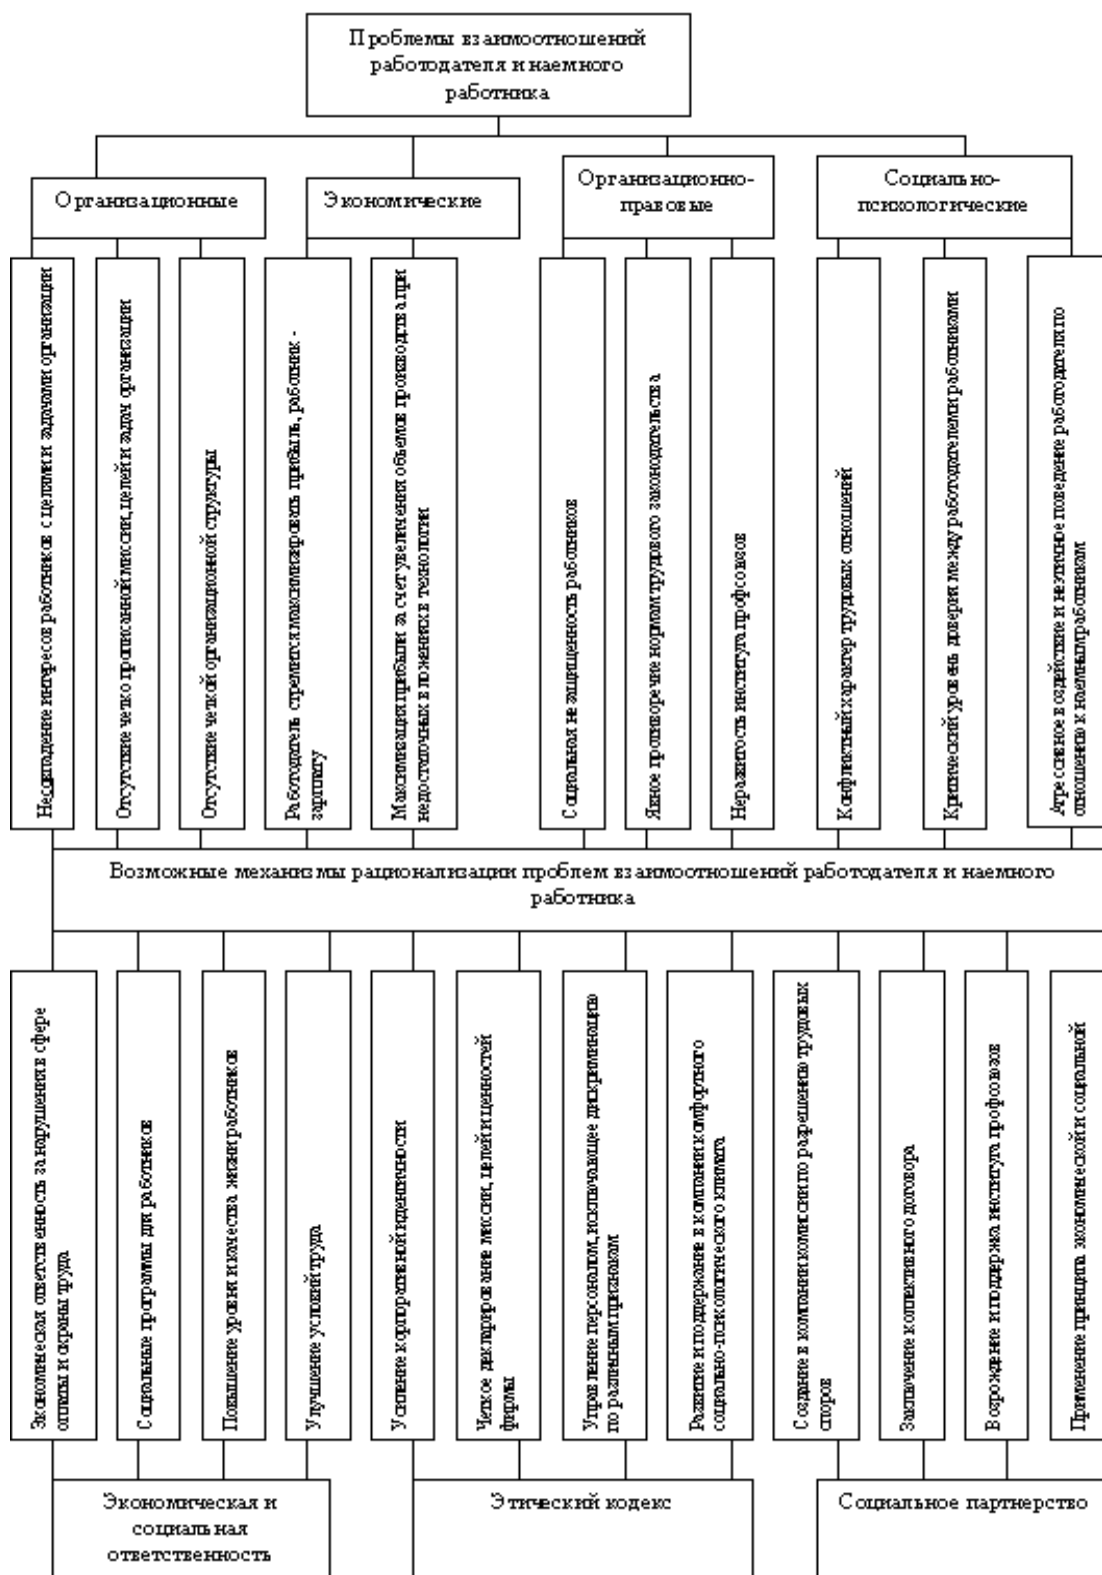 Проблемы взаимоотношений
работодателя и наемного
работника
Организационные
Экономические
Организационно-
правовые
Социально-
психологические
Несовпадение интересов работников с целями и задачами организации
Отсутствие четко прописанной миссии, целей и задач организации
Отсутствие четкой организационной структуры
Работодатель стремится максимизировать прибыль, работник -
зарплату
Максимизация прибыли за счет увеличения объемов производства при
недостаточных вложениях в технологии
Социальная незащищенность работников
Явное противоречие нормам трудового законодательства
Неразвитость института профсоюзов
Конфликтный характер трудовых отношений
Критический уровень доверия между работодателем и работниками
Агрессивное воздействие и неэтичное поведение работодателя по
отношению к наемным работникам
Возможные механизмы рационализации проблем взаимоотношений работодателя и наемного
работника
Экономическая ответственность за нарушения в сфере
оплаты и охраны труда
Социальные программы для работников
Повышение уровня и качества жизни работников
Улучшение условий труда
Усиление корпоративной идентичности
Четкое декларирование миссии, целей и ценностей
фирмы
Управление персоналом, исключающее дискриминацию
по различным признакам
Развитие и поддержание в компании комфортного
социально-психологического климата
Создание в компании комиссии по разрешению трудовых
споров
Заключение коллективного договора
Возрождение и поддержка института профсоюзов
Применение принципа экономической и социальной
Экономическая и
социальная
ответственность
Этический кодекс
Социальное партнерство